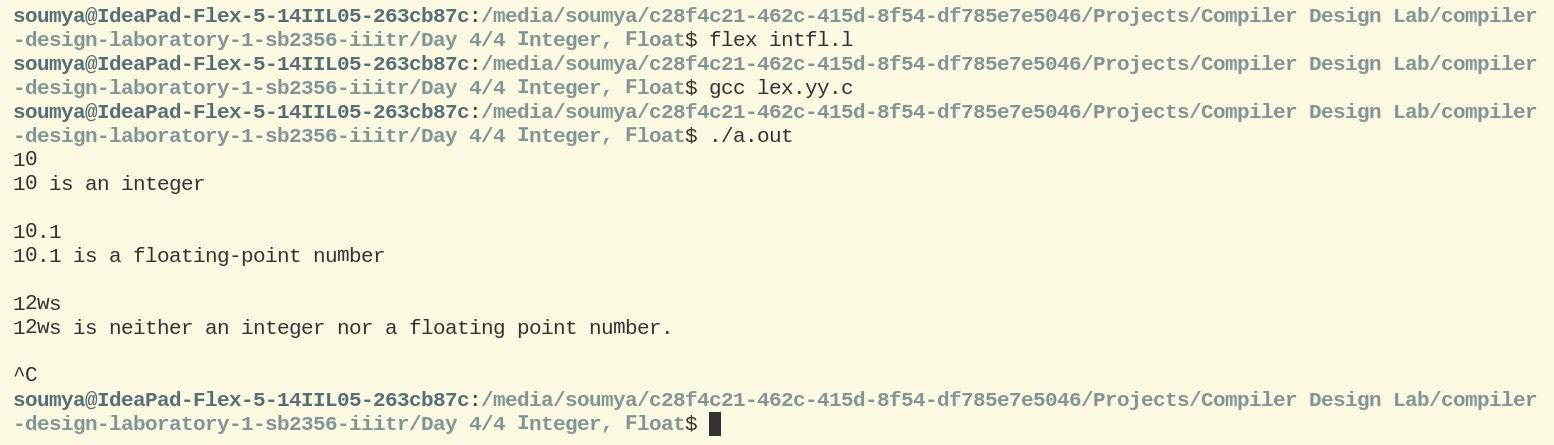 soumya@IdeaPad-Flex-5-14IIL05-263cb87c:/media/soumya/c28f4c21-462c-415d-8f54-df785e7e5046/Projects/Compiler Design Lab/compiler
-design-laboratory-1-sb2356-iiitr/Day 4/4 Integer, Float$ flex intfl.l
soumya@IdeaPad-Flex-5-14IIL05-263cb87c:/media/soumya/c28f4c21-462c-415d-8f54-df785e7e5046/Projects/Compiler Design Lab/compiler
-design-laboratory-1-sb2356-iiitr/Day 4/4 Integer, Float$ gcc lex.yy.c
soumya@IdeaPad-Flex-5-14IIL05-263cb87c:/media/soumya/c28f4c21-462c-415d-8f54-df785e7e5046/Projects/Compiler Design Lab/compiler
-design-laboratory-1-sb2356-iiitr/Day 4/4 Integer, Float$ ./a.out
10
10 is an integer
10.1
10.1 is a floating-point number
12ws
12ws is neither an integer nor a floating point number.
^C
soumya@IdeaPad-Flex-5-14IIL05-263cb87c:/media/soumya/c28f4c21-462c-415d-8f54-df785e7e5046/Projects/Compiler Design Lab/compiler
-design-laboratory-1-sb2356-iiitr/Day 4/4 Integer, Float$